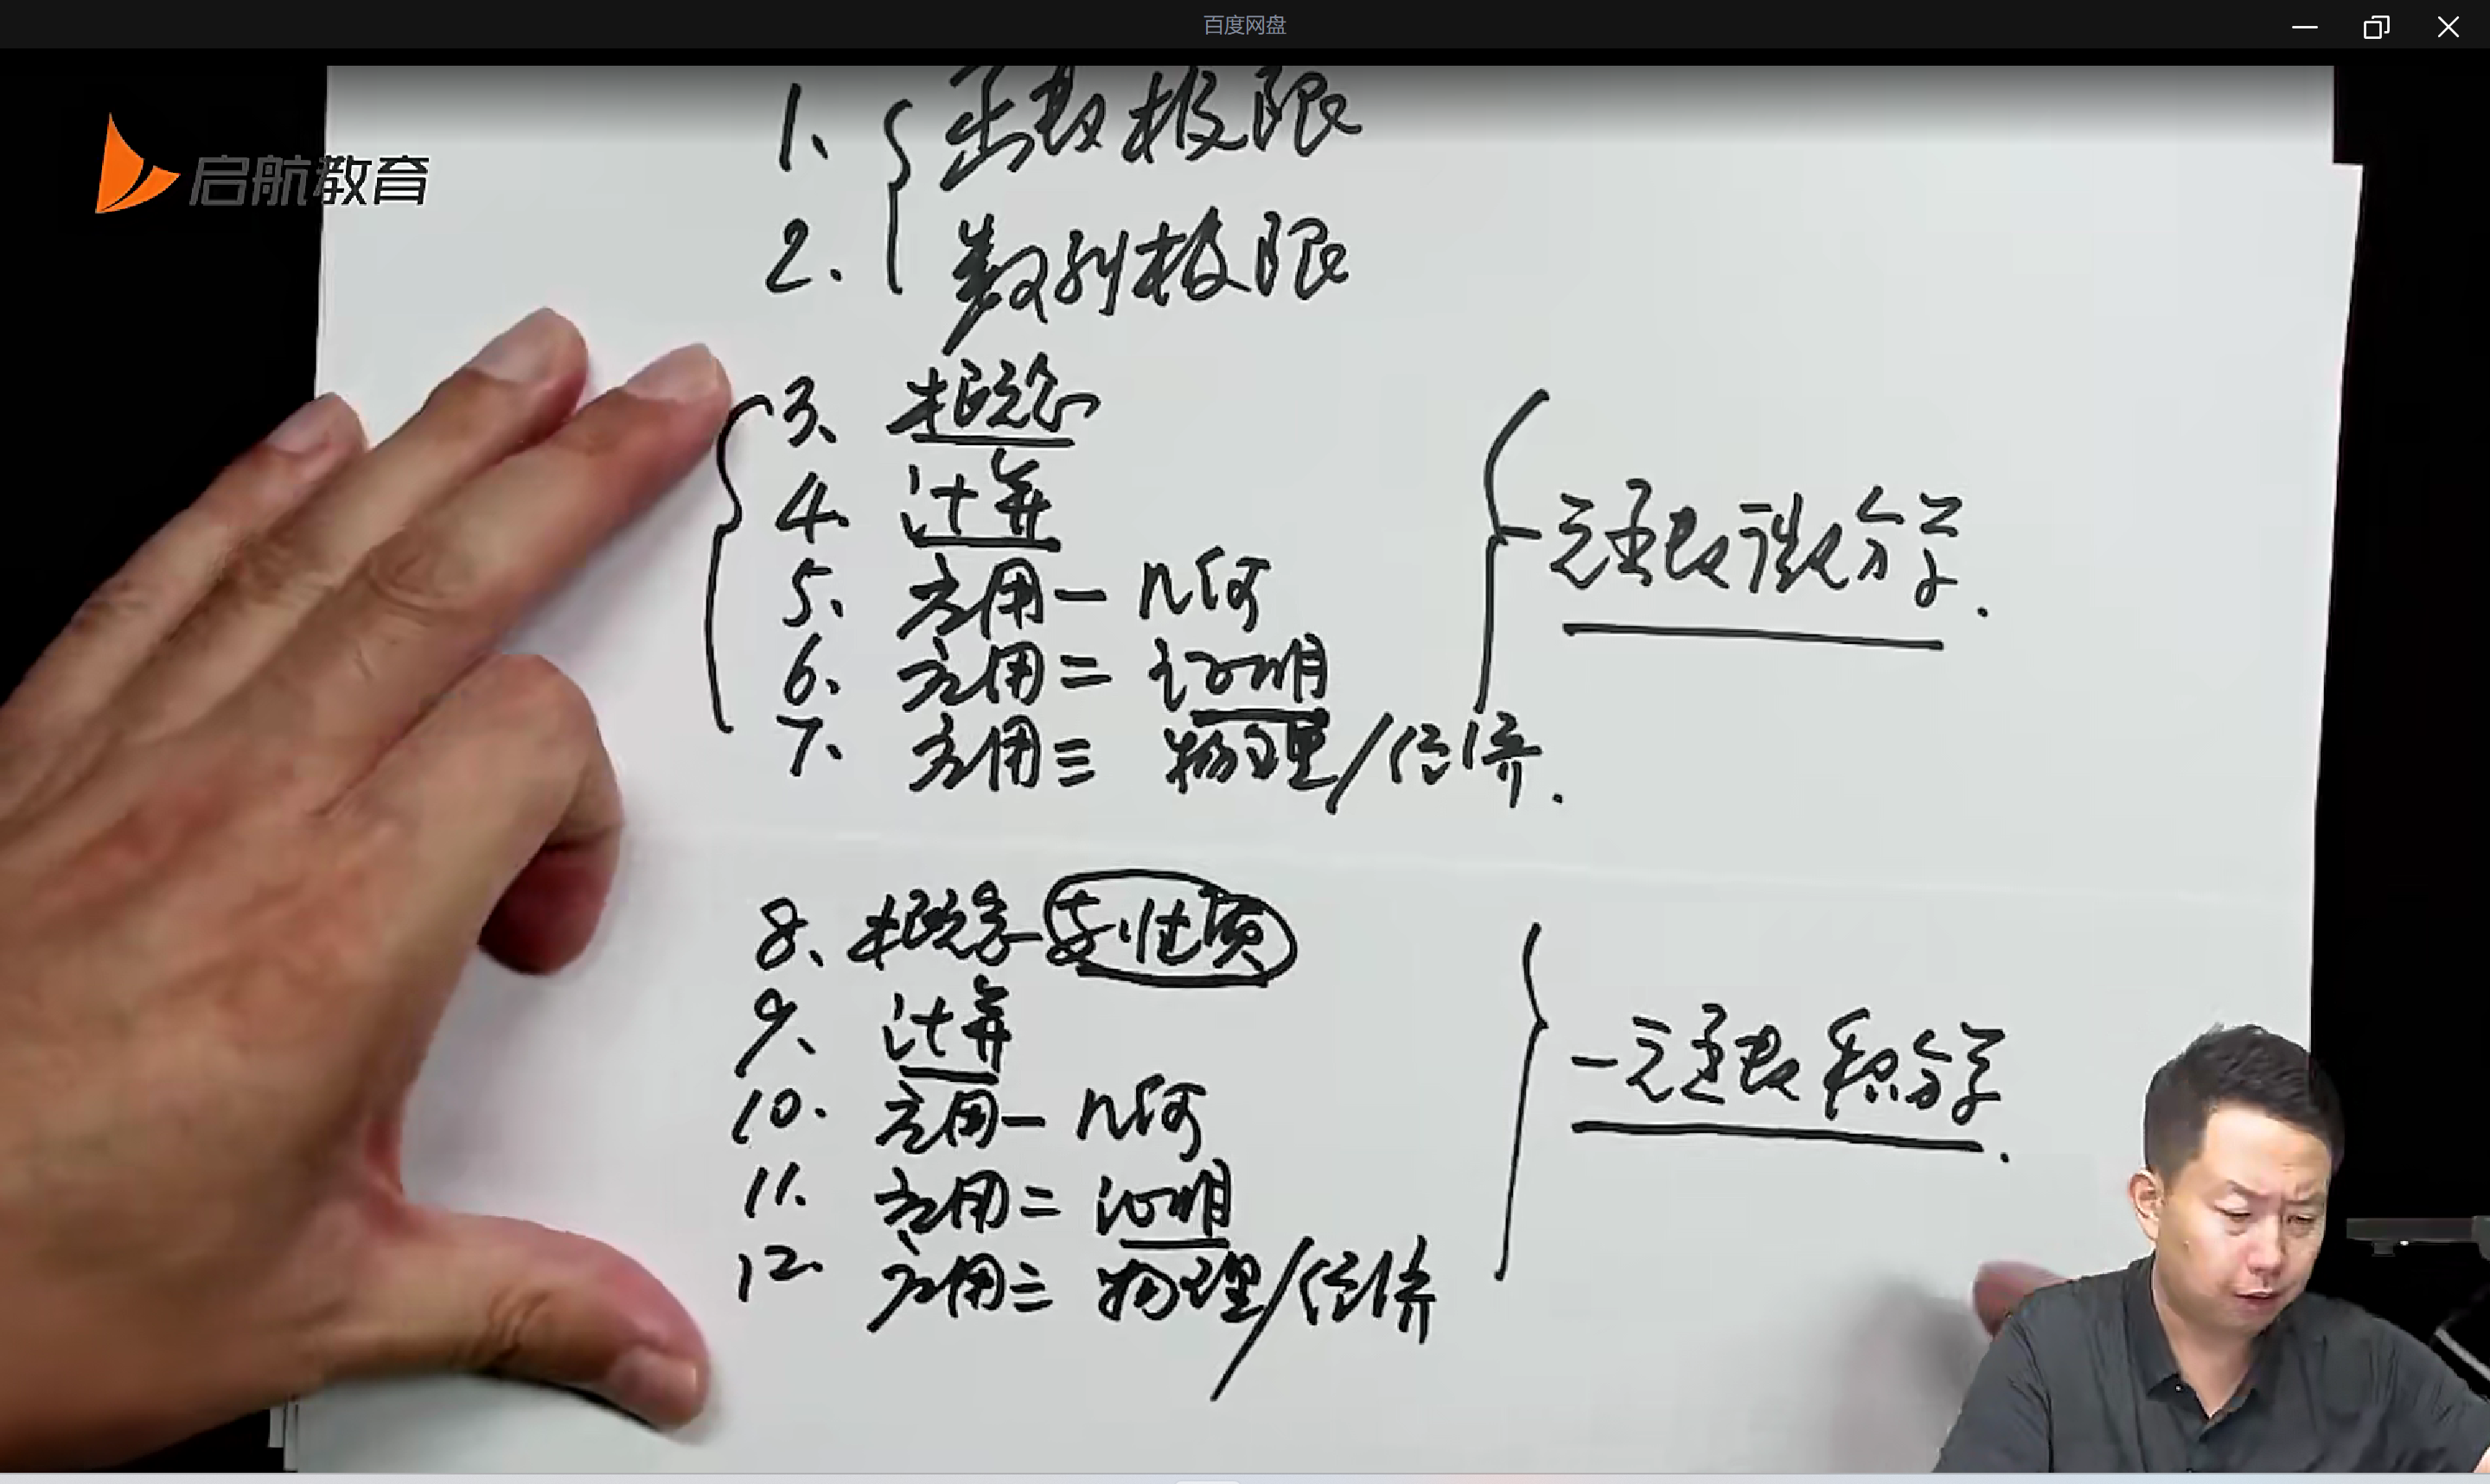 百度网盘
启航教育
1、函数极限
2.数列极限
3、概念
4.计算
5、应用一 几何
6、应用二 证明
7、应用三 物理/经济.
一元函数微分学.
8、概念与性质
9、计算
10.应用一 几何
11.应用二 证明
12.应用三 物理/经济
一元函数积分学.